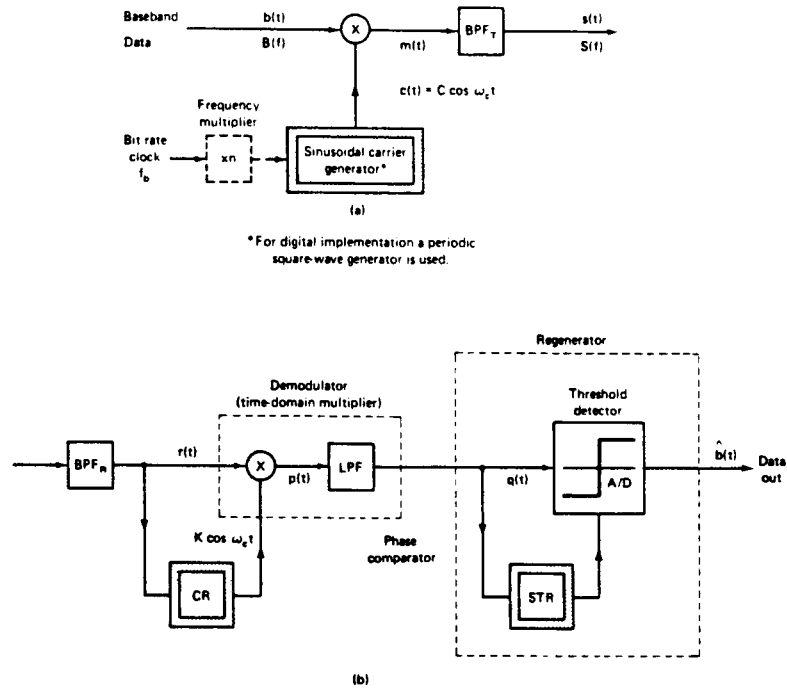 Baseband
b(t)
s(t)
X
BPF_T
Data
B(f)
m(t)
S(f)
c(t) = C cos ω_c t
Frequency
multiplier
Bit rate
clock
f_b
xn
Sinusoidal carrier
generator*
(a)
*For digital implementation a periodic
square-wave generator is used.
Regenerator
Demodulator
(time-domain multiplier)
Threshold
detector
BPF_R
r(t)
X
p(t)
LPF
q(t)
A/D
b̂(t)
Data
out
K cos ω_c t
Phase
comparator
CR
STR
(b)